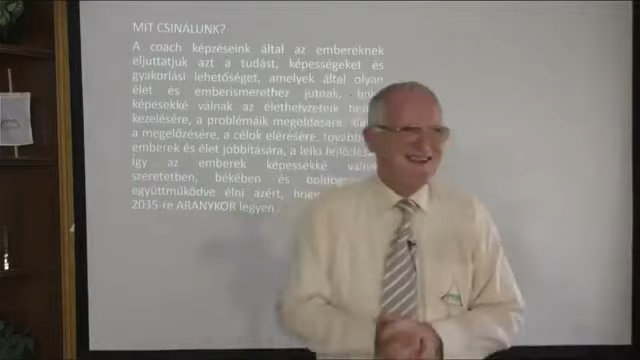 MIT CSINÁLUNK?
A coach képzéseink által az embereknek
eljuttatjuk azt a tudást, képességeket és
gyakorlási lehetőséget, amelyek által olyan
élet és emberismerethez jutnak,
képesekké válnak az élethelyzeteik
kezelésére, a problémáik megoldására,
a megelőzésére, a célok elérésére,
emberek és élet jobbítására, a lelki
Így az emberek képessekké
szeretetben, békében és
együttműködve élni azért,
2035-re ARANYKOR legyen